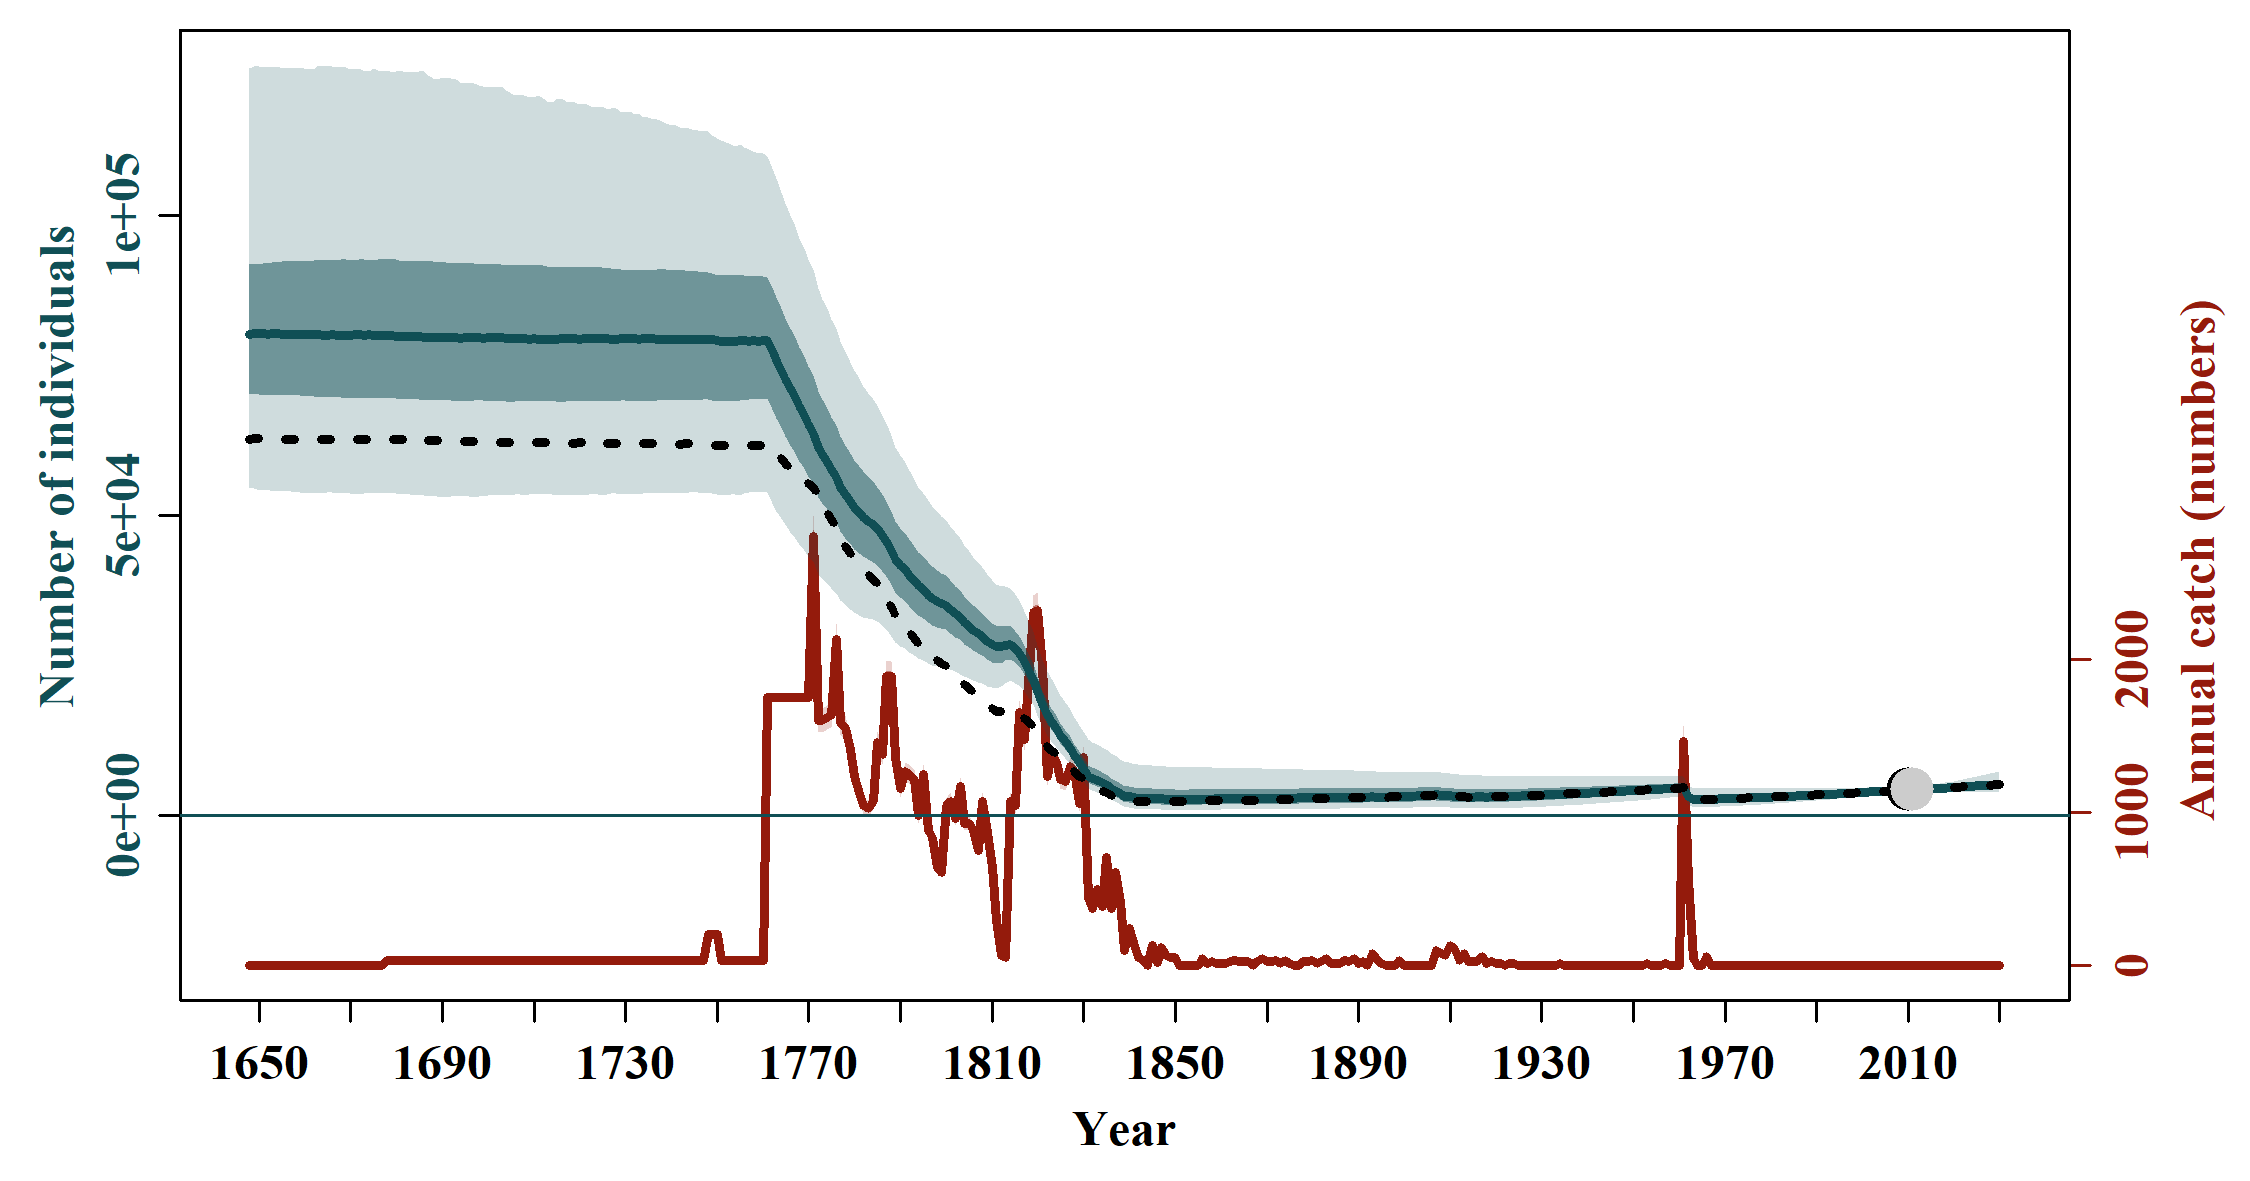 Number of individuals
1e+05
5e+04
0e+00
Annual catch (numbers)
2000
1000
0
1650 1690 1730 1770 1810 1850 1890 1930 1970 2010
Year